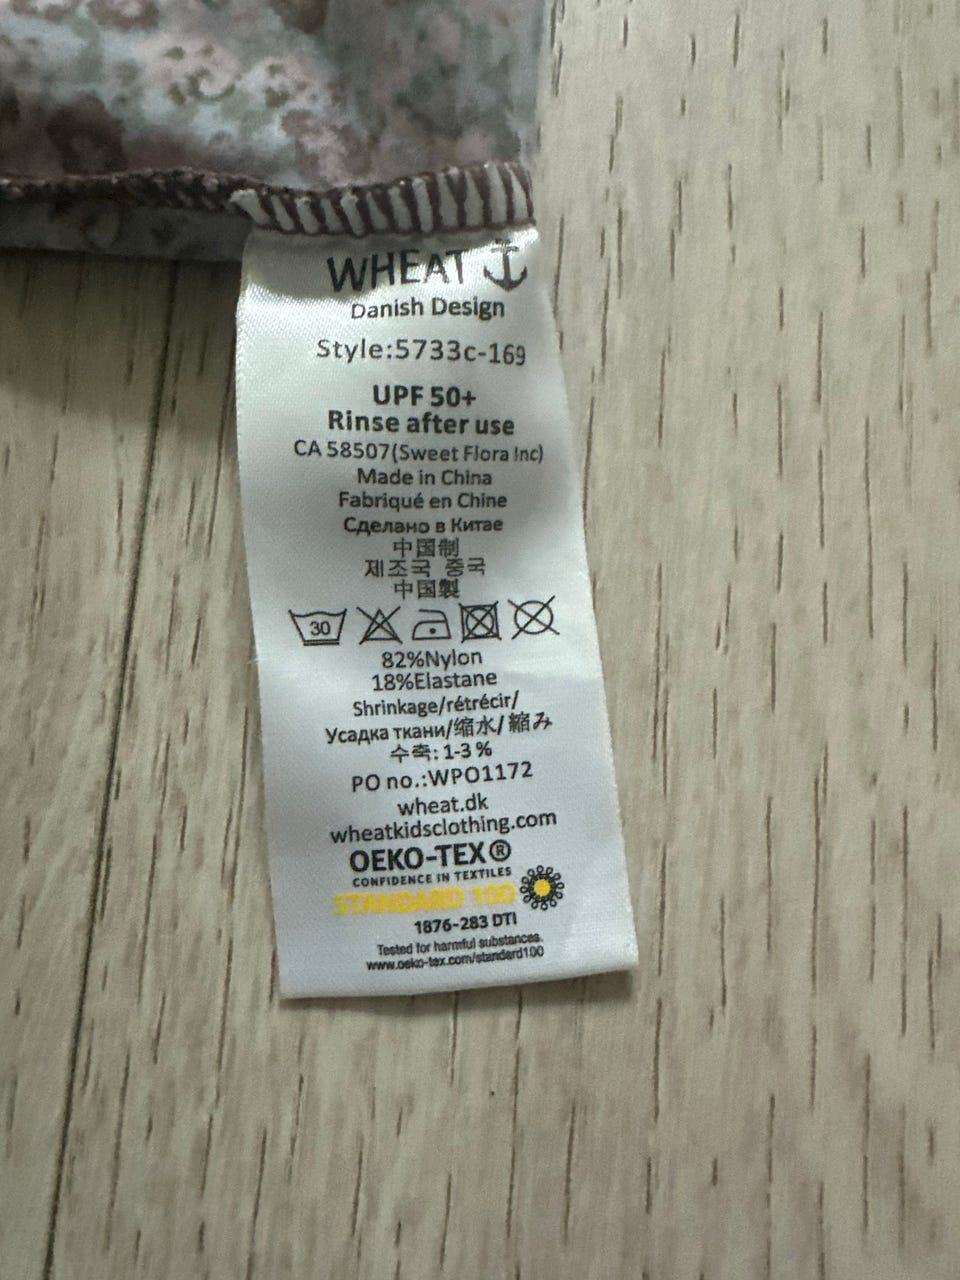 WHEAT
Danish Design
Style:5733c-169
UPF 50+
Rinse after use
CA 58507(Sweet Flora Inc)
Made in China
Fabriqué en Chine
Сделано в Китае
中国制
제조국 중국
中国製
30
82%Nylon
18%Elastane
Shrinkage/rétrécir/
Усадка ткани/缩水/縮み
수축: 1-3 %
PO no.:WPO1172
wheat.dk
wheatkidsclothing.com
OEKO-TEX®
CONFIDENCE IN TEXTILES
STANDARD 100
1876-283 DTI
Tested for harmful substances.
www.oeko-tex.com/standard100